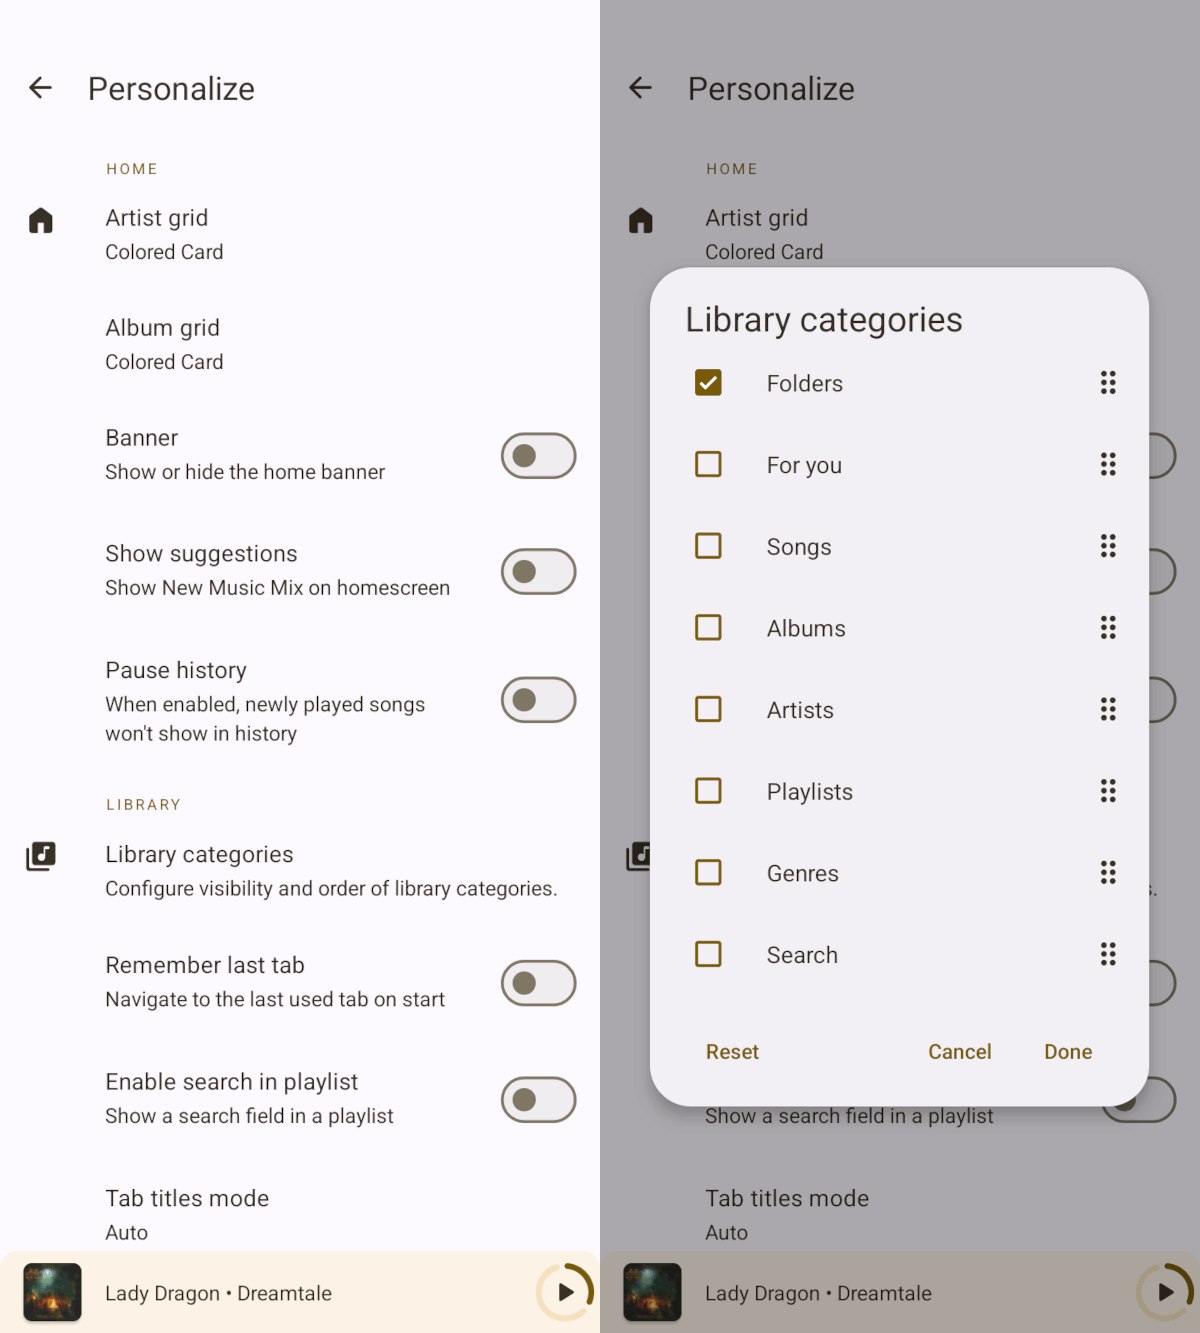 Personalize
HOME
Artist grid
Colored Card
Album grid
Colored Card
Banner
Show or hide the home banner
Show suggestions
Show New Music Mix on homescreen
Pause history
When enabled, newly played songs
won't show in history
LIBRARY
Library categories
Configure visibility and order of library categories.
Remember last tab
Navigate to the last used tab on start
Enable search in playlist
Show a search field in a playlist
Tab titles mode
Auto
Lady Dragon • Dreamtale
Personalize
HOME
Artist grid
Colored Card
Library categories
Folders
For you
Songs
Albums
Artists
Playlists
Genres
Search
Reset
Cancel
Done
Show a search field in a playlist
Tab titles mode
Auto
Lady Dragon • Dreamtale